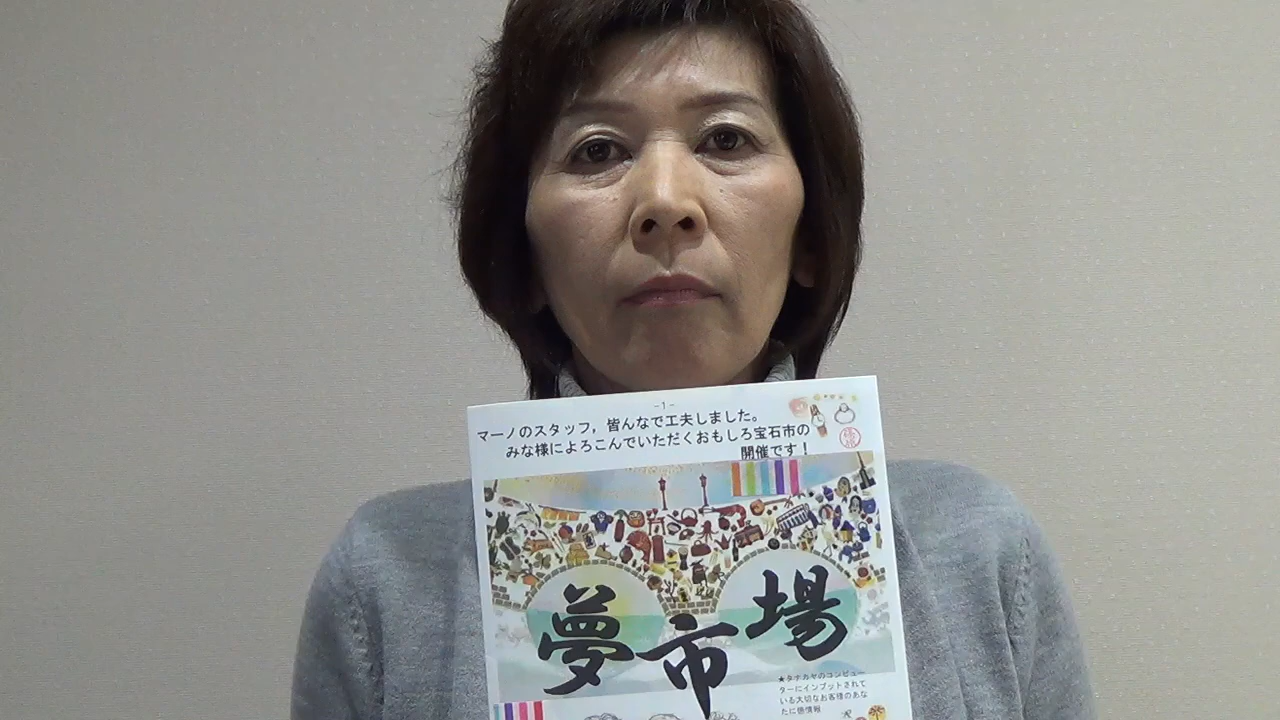 -1-
マーノのスタッフ，皆んなで工夫しました。
みな様によろこんでいただくおもしろ宝石市の
開催です！
夢市場
★タナカヤのコンピュー
ターにインプットされて
いる大切なお客様のあな
たに徳情報